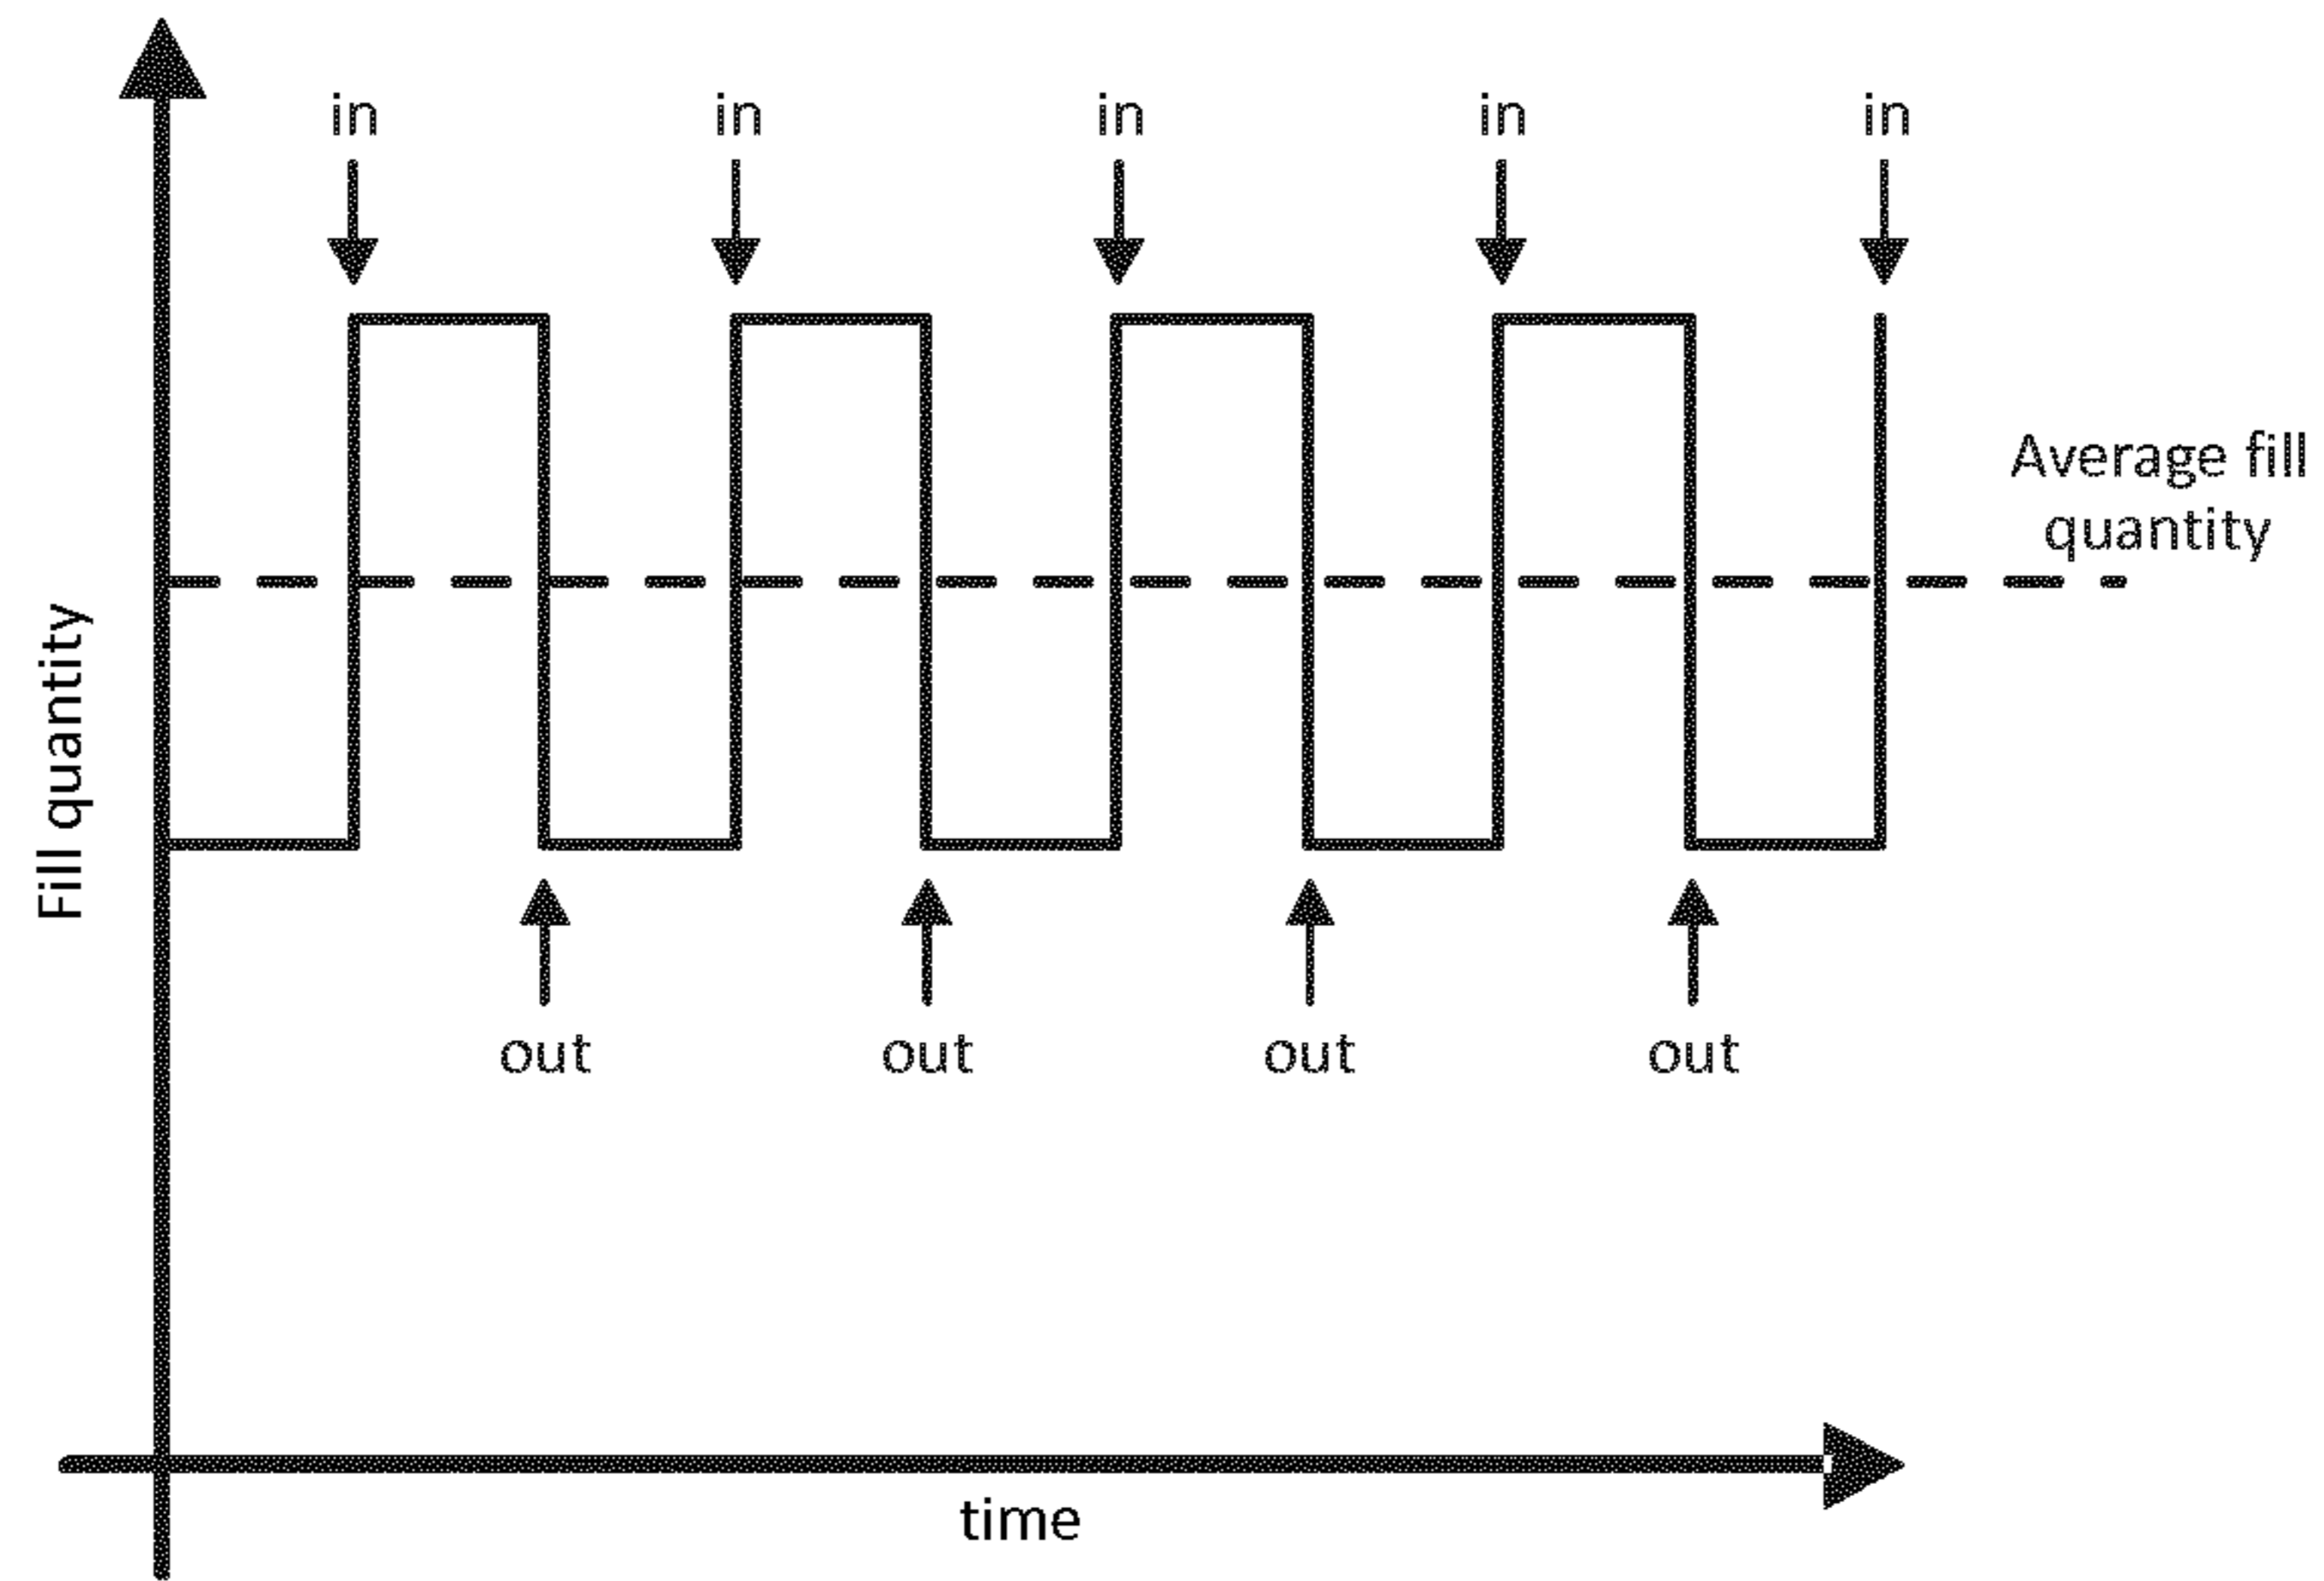 in in in in in
Average fill
quantity
Fill quantity
out out out out
time